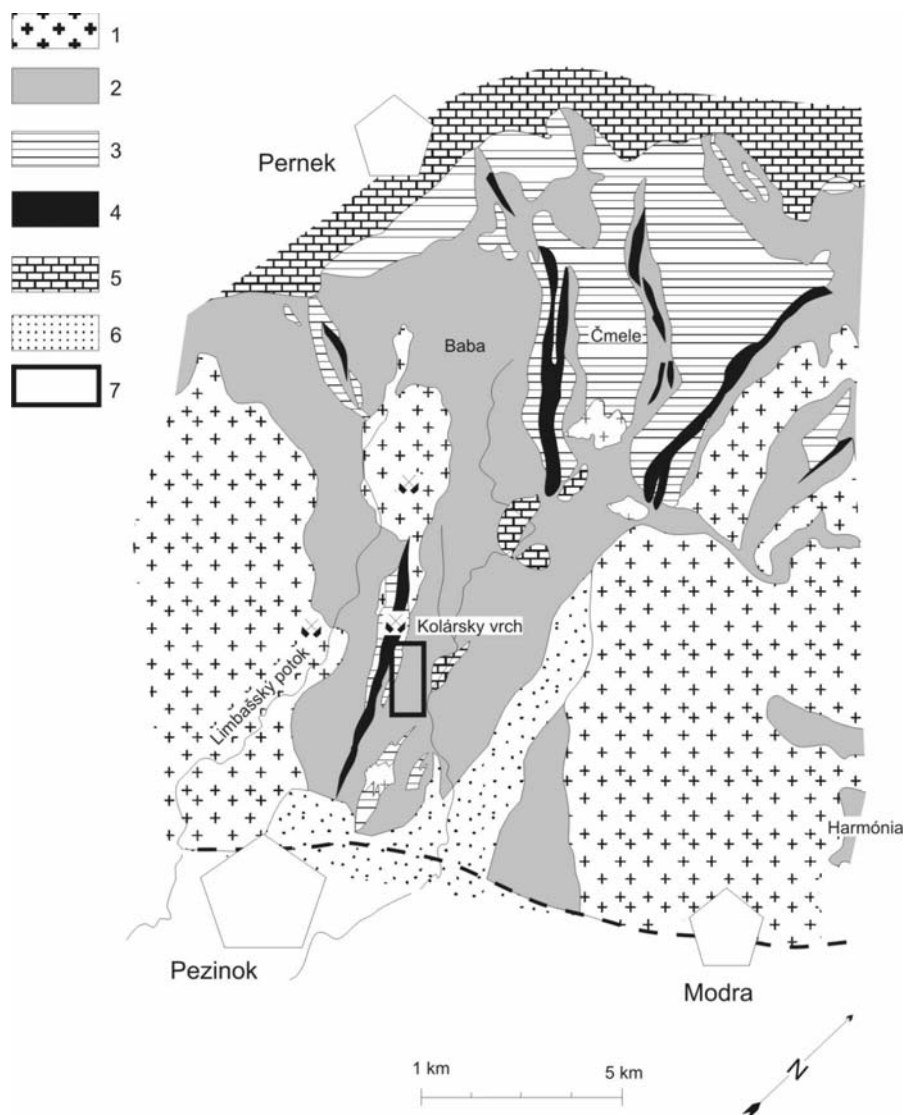 1
2
3
4
5
6
7
Pernek
Baba
Čmele
Kolársky vrch
Limbašský potok
Harmónia
Pezinok
Modra
1 km
5 km
N